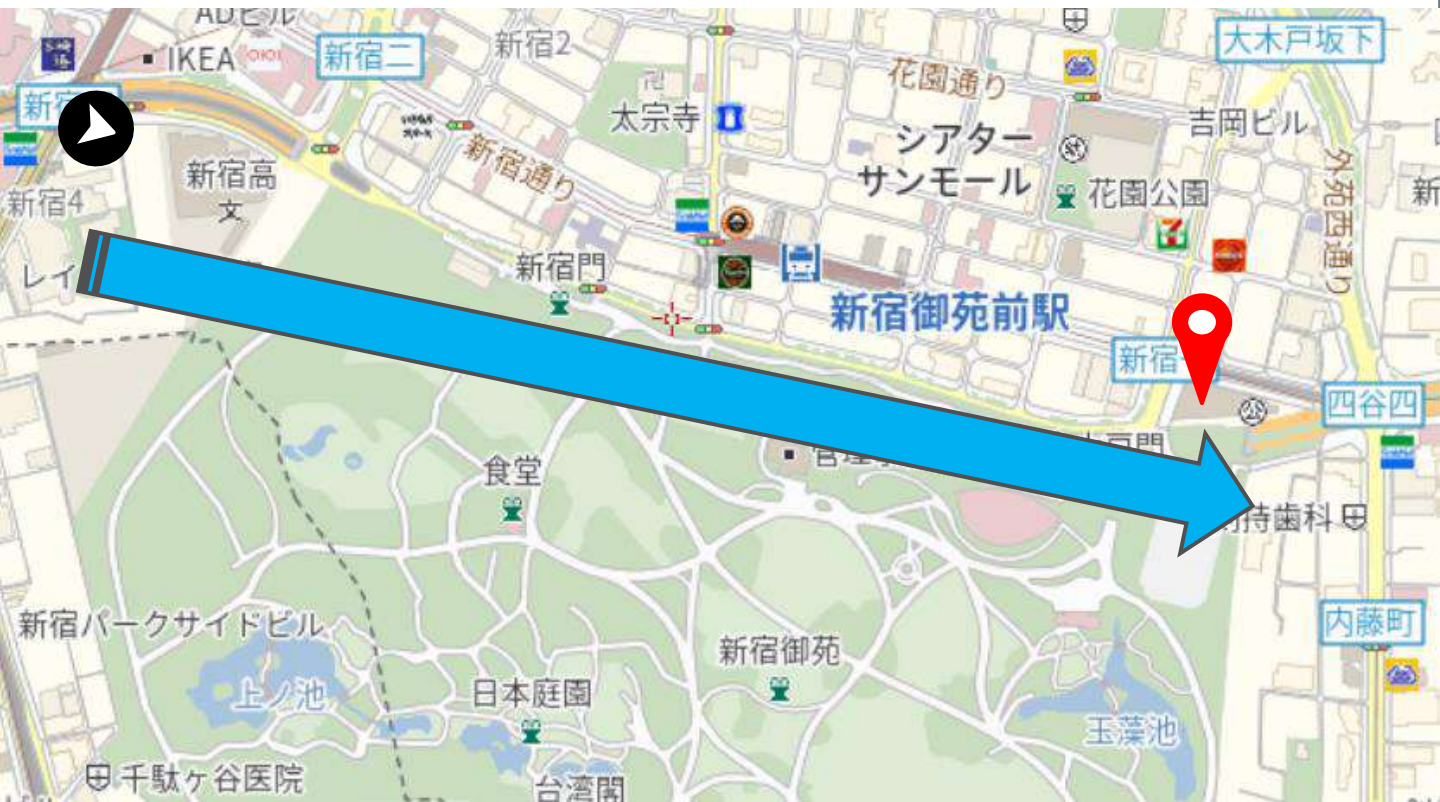 ADビル
IKEA
OIOI
新宿二
新宿2
大木戸坂下
花園通り
太宗寺
吉岡ビル
シアター
サンモール
新宿高
文
新宿通り
花園公園
外苑西通り
新宿4
レイ
新宿門
新宿御苑前駅
新宿一
四谷四
食堂
歯科
新宿パークサイドビル
内藤町
新宿御苑
上ノ池
日本庭園
玉藻池
千駄ヶ谷医院
台湾閣